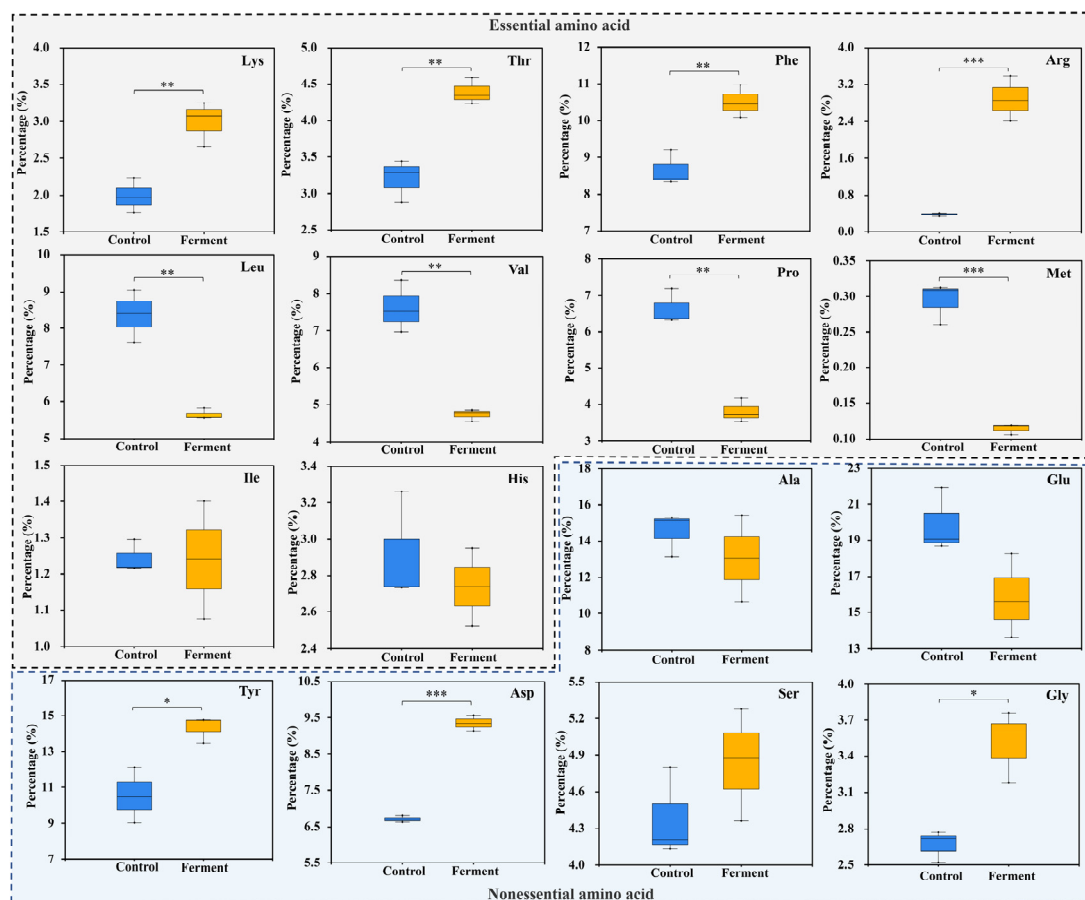 Essential amino acid
Lys
Percentage (%)
4.0
3.5
3.0
2.5
2.0
1.5
**
Control Ferment
Thr
Percentage (%)
5.0
4.5
4.0
3.5
3.0
2.5
**
Control Ferment
Phe
Percentage (%)
12
11
10
9
8
7
**
Control Ferment
Arg
Percentage (%)
4.0
3.2
2.4
1.6
0.8
0.0
***
Control Ferment
Leu
Percentage (%)
10
9
8
7
6
5
**
Control Ferment
Val
Percentage (%)
9
8
7
6
5
4
**
Control Ferment
Pro
Percentage (%)
8
7
6
5
4
3
**
Control Ferment
Met
Percentage (%)
0.35
0.30
0.25
0.20
0.15
0.10
***
Control Ferment
Ile
Percentage (%)
1.5
1.4
1.3
1.2
1.1
1.0
Control Ferment
His
Percentage (%)
3.4
3.2
3.0
2.8
2.6
2.4
Control Ferment
Ala
Percentage (%)
18
16
14
12
10
8
Control Ferment
Glu
Percentage (%)
23
21
19
17
15
13
Control Ferment
Tyr
Percentage (%)
17
15
13
11
9
7
*
Control Ferment
Asp
Percentage (%)
10.5
9.5
8.5
7.5
6.5
5.5
***
Control Ferment
Ser
Percentage (%)
5.5
5.2
4.9
4.6
4.3
4.0
Control Ferment
Gly
Percentage (%)
4.0
3.7
3.4
3.1
2.8
2.5
*
Control Ferment
Nonessential amino acid